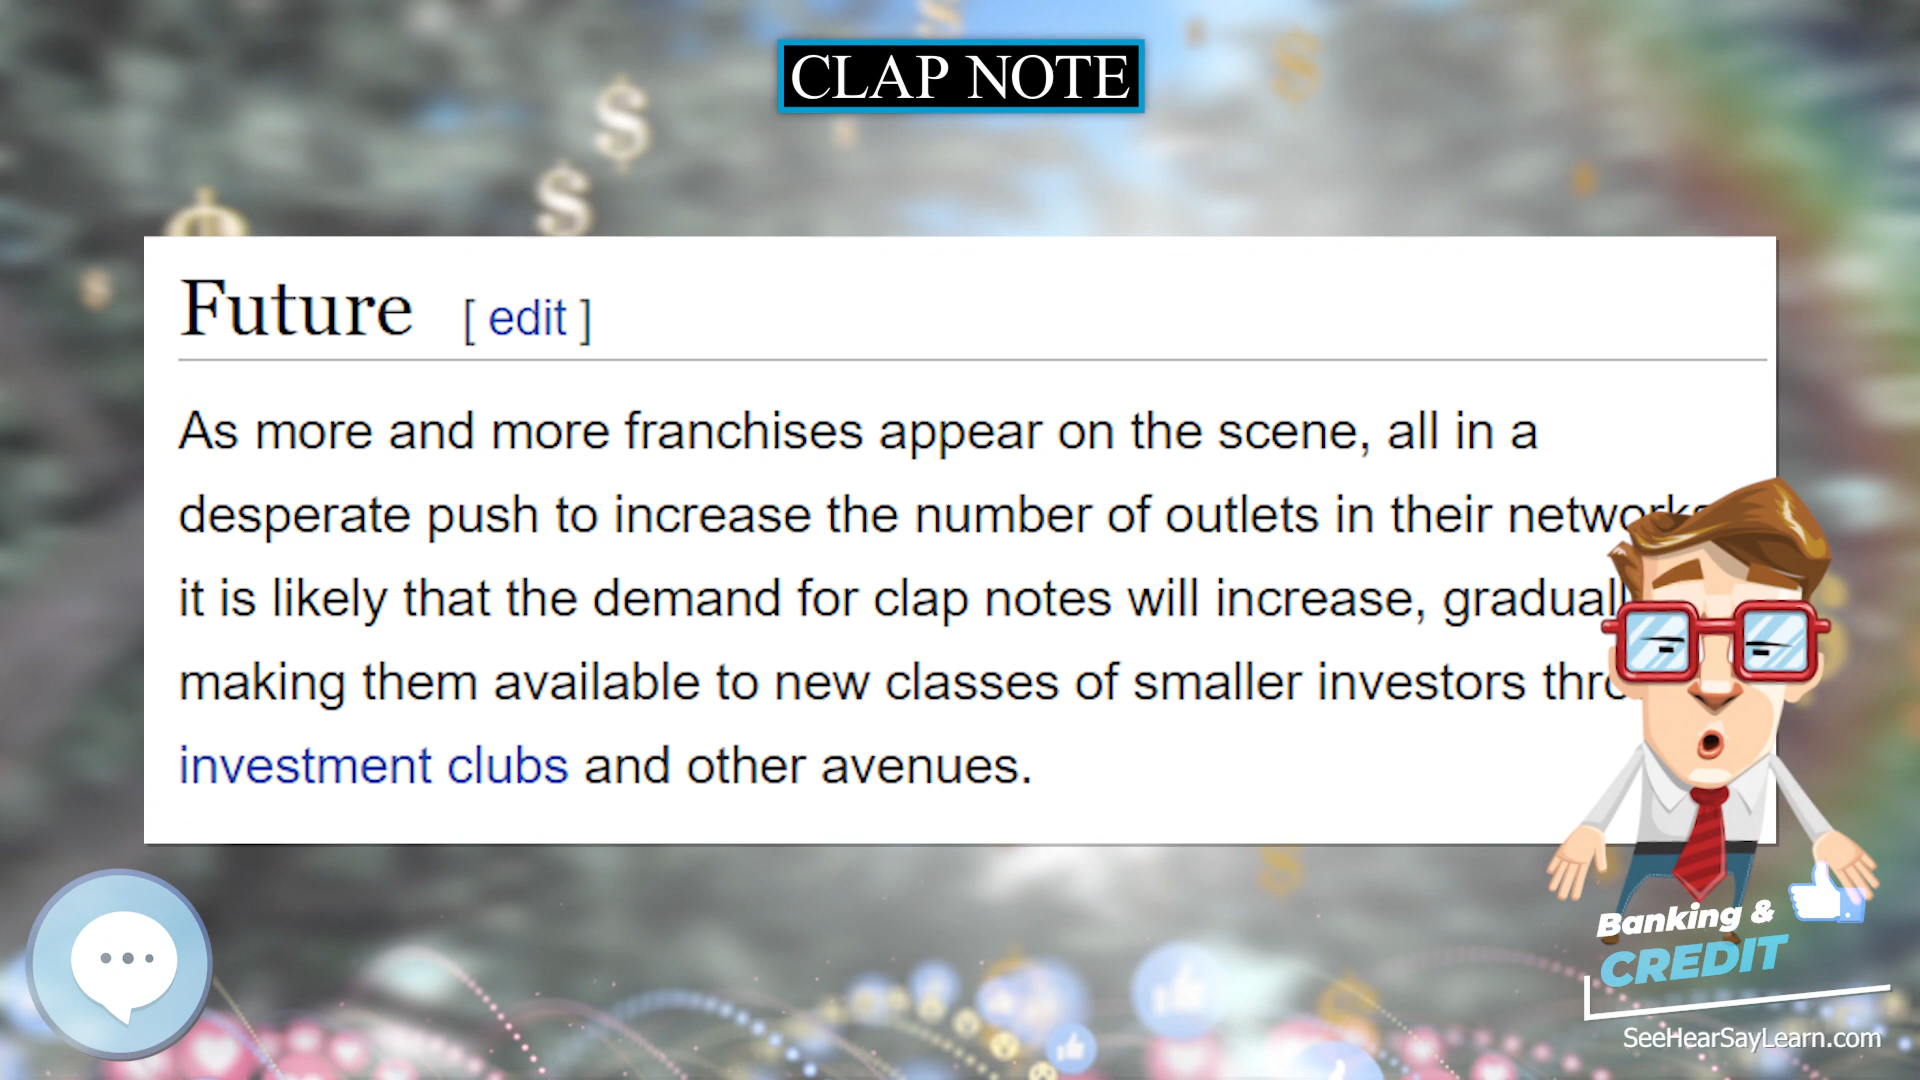 CLAP NOTE
Future [ edit ]
As more and more franchises appear on the scene, all in a
desperate push to increase the number of outlets in their networks
it is likely that the demand for clap notes will increase,
making them available to new classes of smaller investors
investment clubs and other avenues.
Banking &
CREDIT
SeeHearSayLearn.com